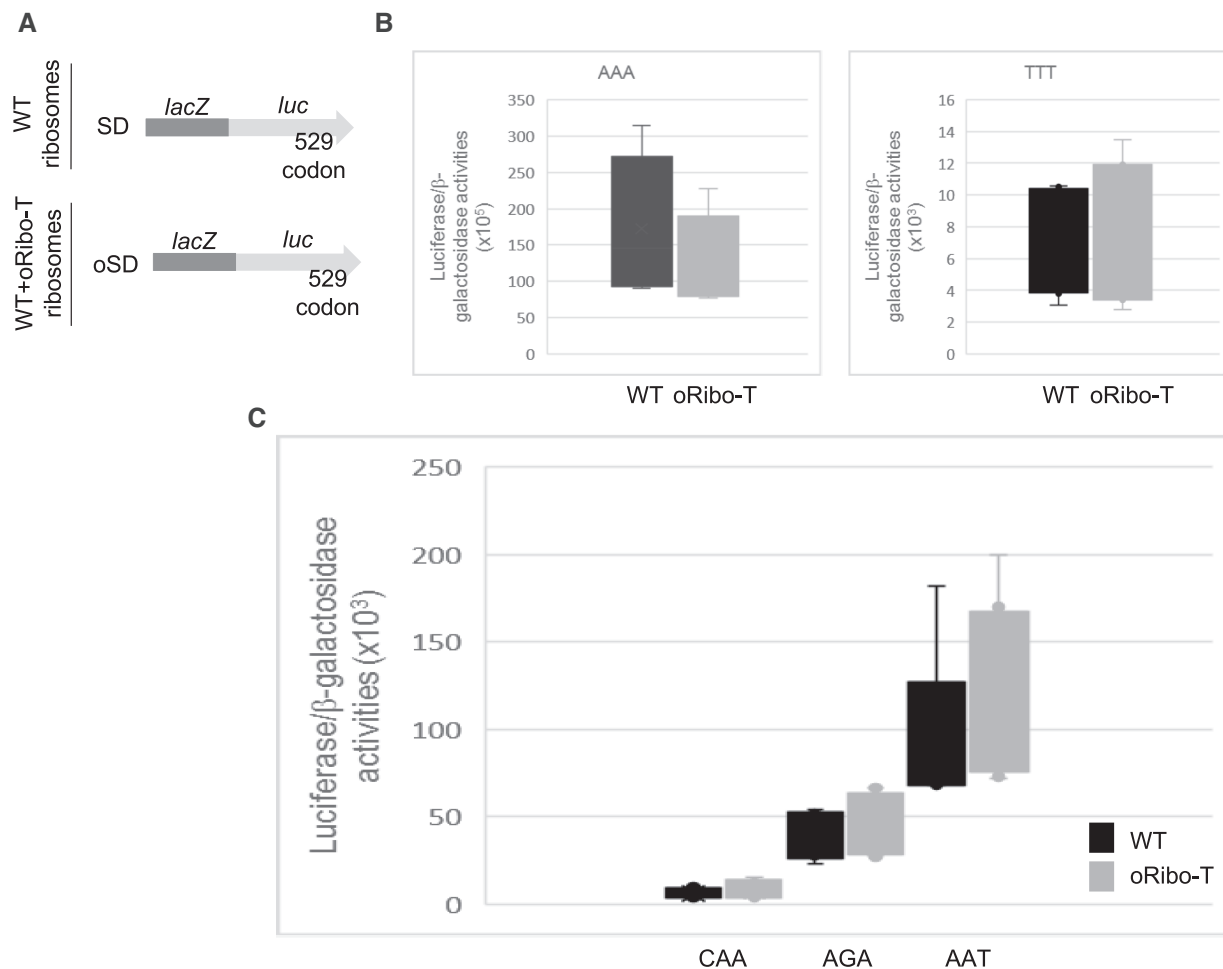 A
WT
ribosomes
SD
lacZ
luc
529
codon
WT+oRibo-T
ribosomes
oSD
lacZ
luc
529
codon
B
AAA
Luciferase/β-
galactosidase activities
(x10⁵)
350
300
250
200
150
100
50
0
WT oRibo-T
TTT
Luciferase/β-
galactosidase activities
(x10³)
16
14
12
10
8
6
4
2
0
WT oRibo-T
C
Luciferase/β-galactosidase
activities (x10³)
250
200
150
100
50
0
WT
oRibo-T
CAA AGA AAT